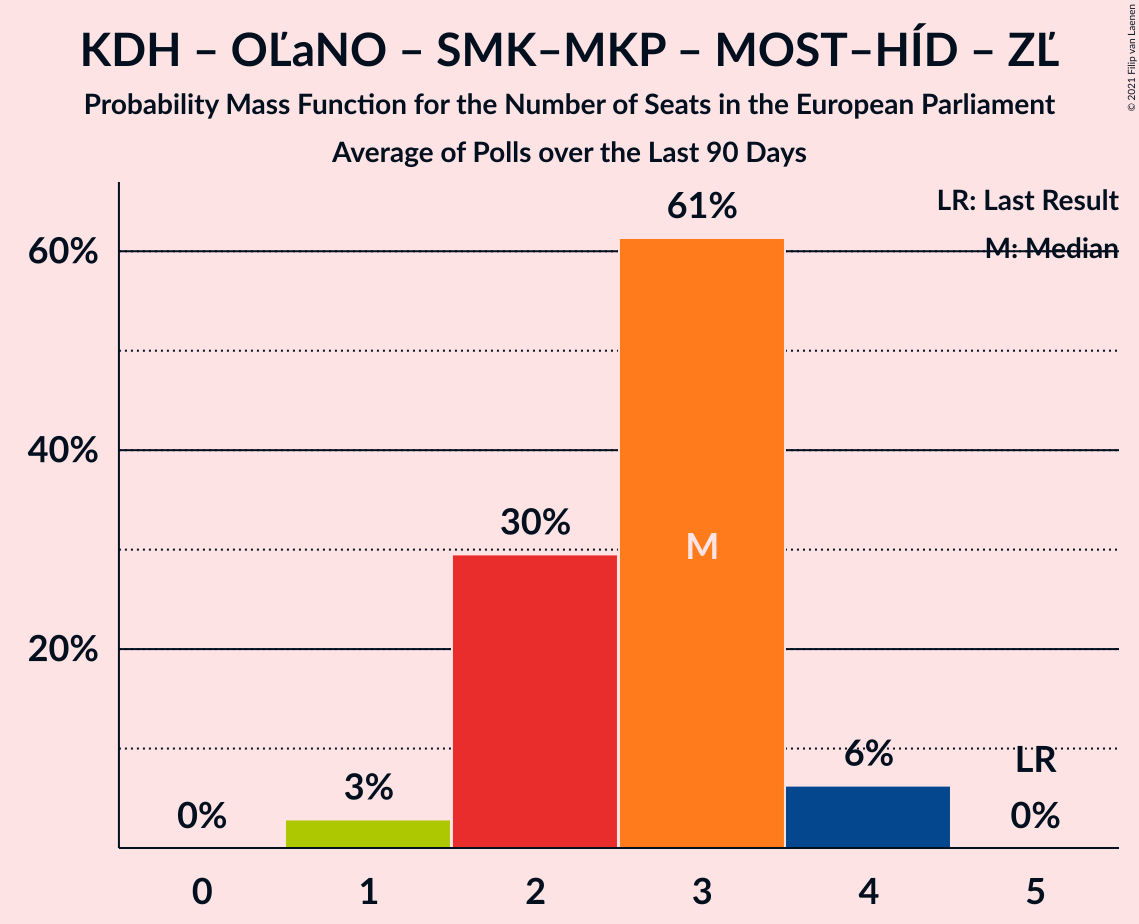 KDH – OĽaNO – SMK–MKP – MOST–HÍD – ZĽ
Probability Mass Function for the Number of Seats in the European Parliament
Average of Polls over the Last 90 Days
© 2021 Filip van Laenen
LR: Last Result
M: Median
61%
60%
40%
30%
M
20%
6%
LR
3%
0%
0%
0 1 2 3 4 5